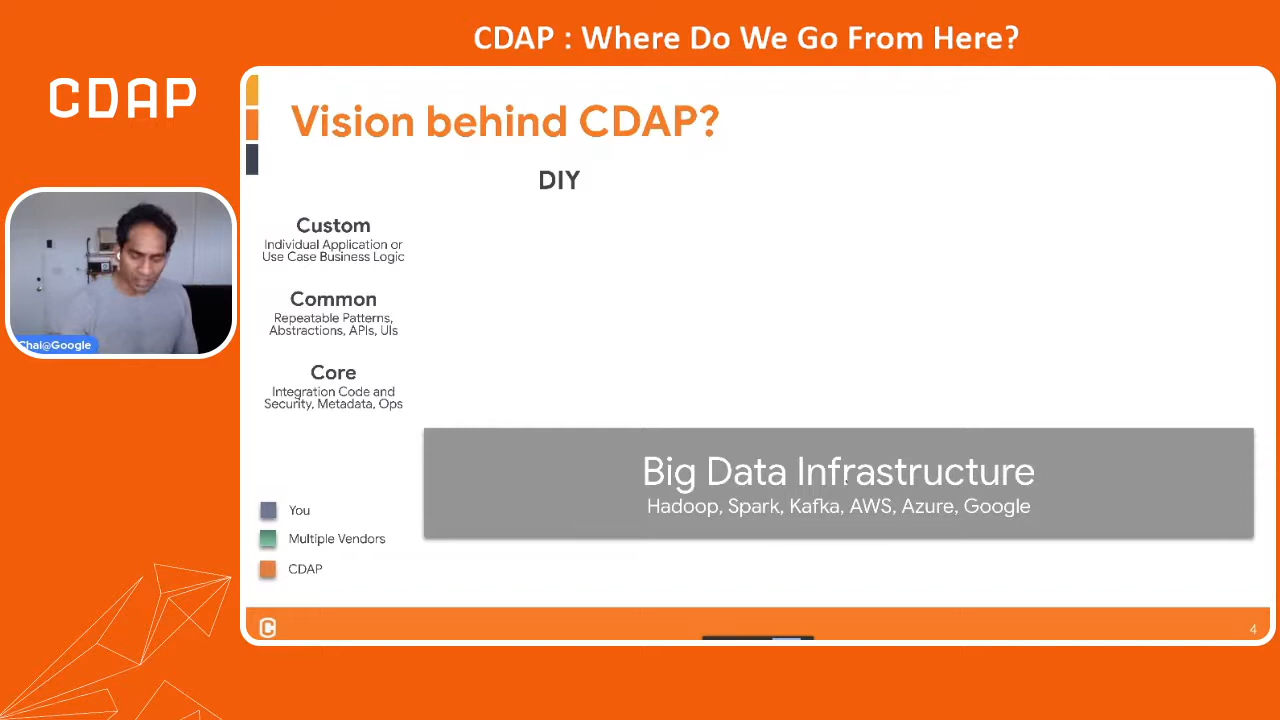 CDAP : Where Do We Go From Here?
CDAP
Vision behind CDAP?
DIY
Custom
Individual Application or
Use Case Business Logic
Common
Repeatable Patterns,
Abstractions, APIs, UIs
Core
Integration Code and
Security, Metadata, Ops
Big Data Infrastructure
Hadoop, Spark, Kafka, AWS, Azure, Google
You
Multiple Vendors
CDAP
Chai@Google
C
4